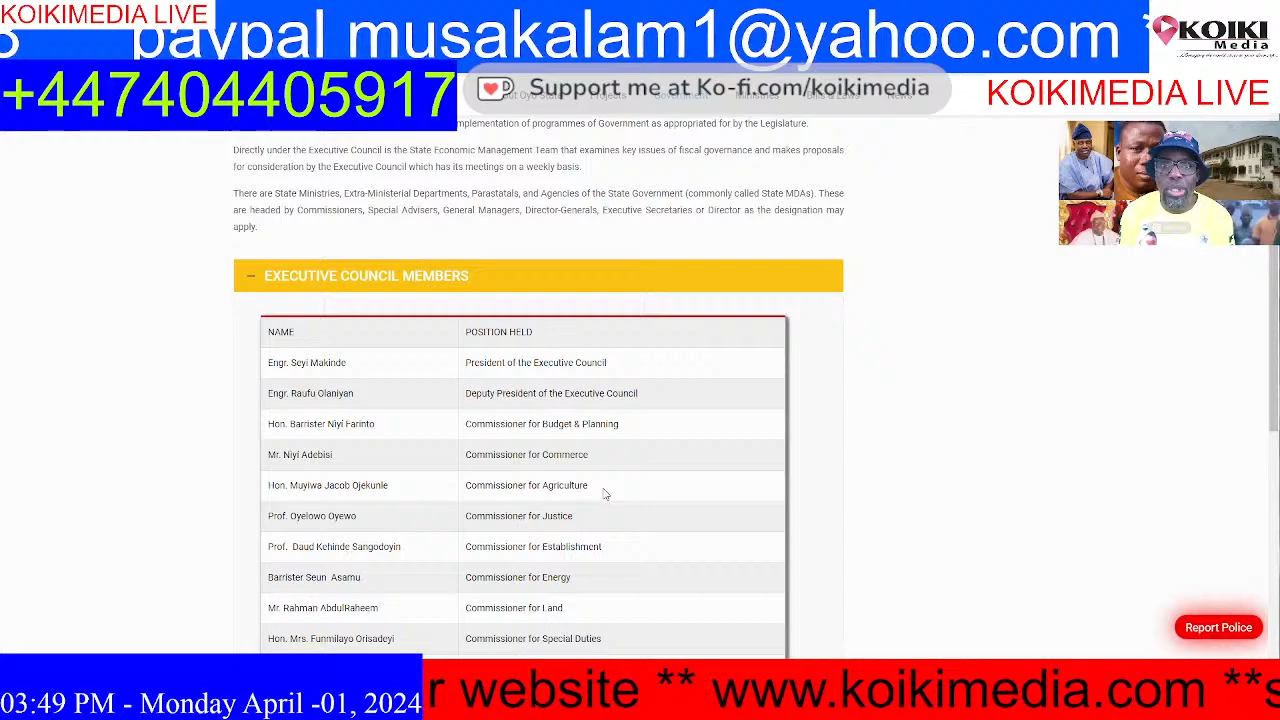 KOIKIMEDIA LIVE
paypal musakalam1@yahoo.com
KOIKI
Media
+447404405917
Support me at Ko-fi.com/koikimedia
KOIKIMEDIA LIVE
Projects
Government
Ministries
Bills & Laws
News
mplementation of programmes of Government as appropriated for by the Legislature.
Directly under the Executive Council is the State Economic Management Team that examines key issues of fiscal governance and makes proposals
for consideration by the Executive Council which has its meetings on a weekly basis.
There are State Ministries, Extra-Ministerial Departments, Parastatals, and Agencies of the State Government (commonly called State MDAs). These
are headed by Commissioners, Special Advisers, General Managers, Director-Generals, Executive Secretaries or Director as the designation may
apply.
− EXECUTIVE COUNCIL MEMBERS
NAME POSITION HELD
Engr. Seyi Makinde President of the Executive Council
Engr. Raufu Olaniyan Deputy President of the Executive Council
Hon. Barrister Niyi Farinto Commissioner for Budget & Planning
Mr. Niyi Adebisi Commissioner for Commerce
Hon. Muyiwa Jacob Ojekunle Commissioner for Agriculture
Prof. Oyelowo Oyewo Commissioner for Justice
Prof. Daud Kehinde Sangodoyin Commissioner for Establishment
Barrister Seun Asamu Commissioner for Energy
Mr. Rahman AbdulRaheem Commissioner for Land
Hon. Mrs. Funmilayo Orisadeyi Commissioner for Special Duties
Report Police
03:49 PM - Monday April -01, 2024
r website ** www.koikimedia.com **s